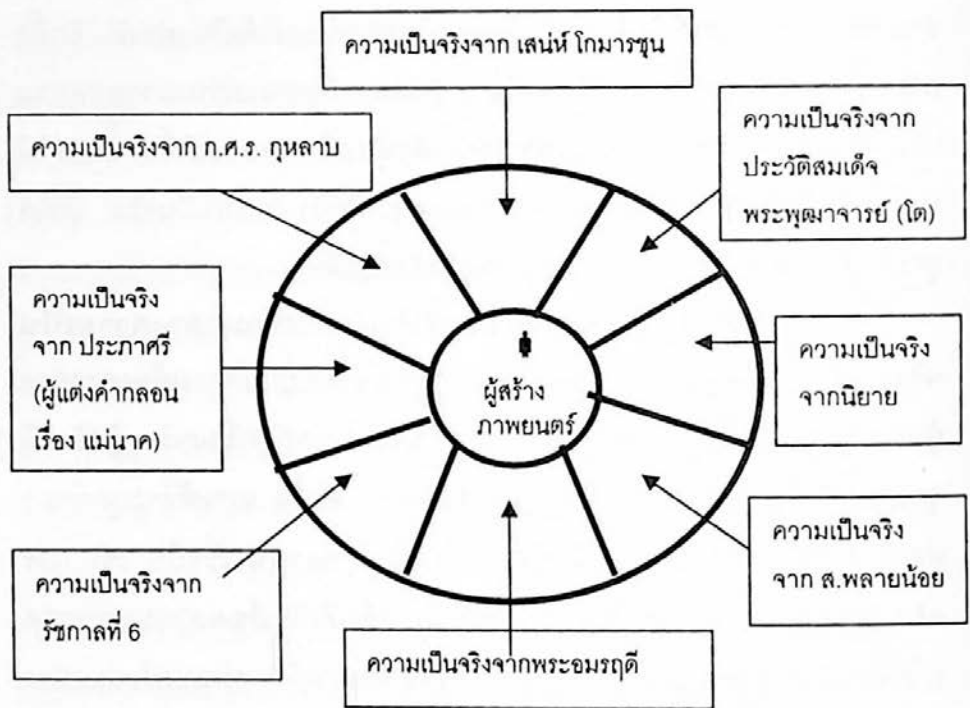 ความเป็นจริงจาก เสน่ห์ โกมารชุน
ความเป็นจริงจาก
ประวัติสมเด็จ
พระพุฒาจารย์ (โต)
ความเป็นจริงจาก ก.ศ.ร. กุหลาบ
ความเป็นจริง
จาก ประภาศรี
(ผู้แต่งคำกลอน
เรื่อง แม่นาค)
ผู้สร้าง
ภาพยนตร์
ความเป็นจริง
จากนิยาย
ความเป็นจริง
จาก ส.พลายน้อย
ความเป็นจริงจาก
รัชกาลที่ 6
ความเป็นจริงจากพระอมรฤดี